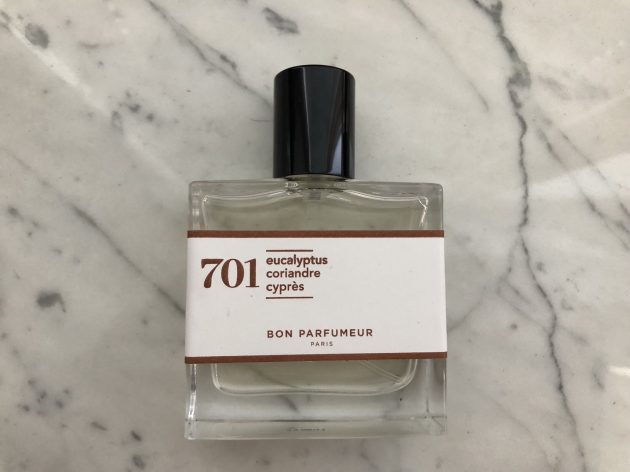 701
eucalyptus
coriandre
cyprès
BON PARFUMEUR
PARIS